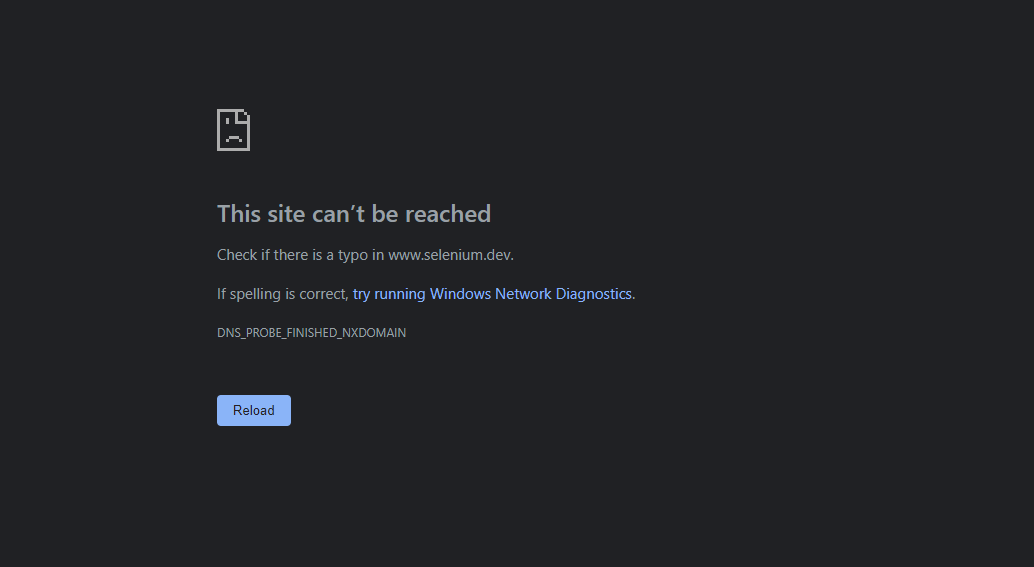 This site can’t be reached
Check if there is a typo in www.selenium.dev.
If spelling is correct, try running Windows Network Diagnostics.
DNS_PROBE_FINISHED_NXDOMAIN
Reload